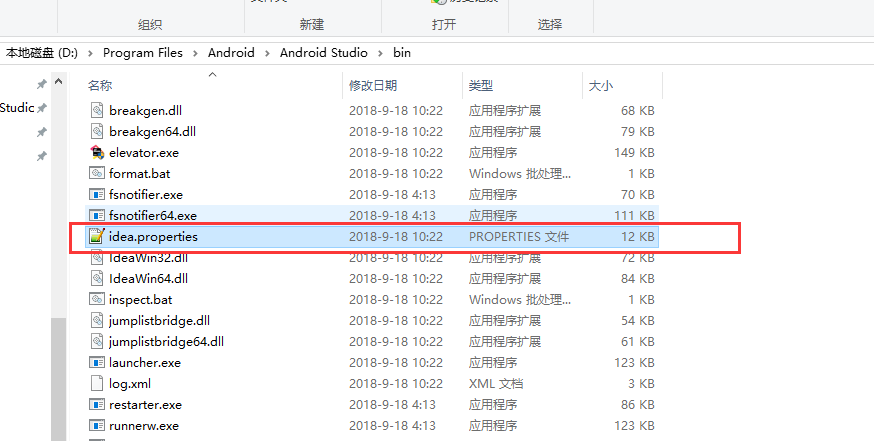 组织 新建 打开 选择
本地磁盘 (D:) > Program Files > Android > Android Studio > bin
名称 修改日期 类型 大小
Studic
breakgen.dll 2018-9-18 10:22 应用程序扩展 68 KB
breakgen64.dll 2018-9-18 10:22 应用程序扩展 79 KB
elevator.exe 2018-9-18 10:22 应用程序 149 KB
format.bat 2018-9-18 10:22 Windows 批处理... 1 KB
fsnotifier.exe 2018-9-18 4:13 应用程序 70 KB
fsnotifier64.exe 2018-9-18 4:13 应用程序 111 KB
idea.properties 2018-9-18 10:22 PROPERTIES 文件 12 KB
IdeaWin32.dll 2018-9-18 10:22 应用程序扩展 72 KB
IdeaWin64.dll 2018-9-18 10:22 应用程序扩展 84 KB
inspect.bat 2018-9-18 10:22 Windows 批处理... 1 KB
jumplistbridge.dll 2018-9-18 10:22 应用程序扩展 54 KB
jumplistbridge64.dll 2018-9-18 10:22 应用程序扩展 61 KB
launcher.exe 2018-9-18 10:22 应用程序 123 KB
log.xml 2018-9-18 10:22 XML 文档 3 KB
restarter.exe 2018-9-18 4:13 应用程序 86 KB
runnerw.exe 2018-9-18 4:13 应用程序 123 KB